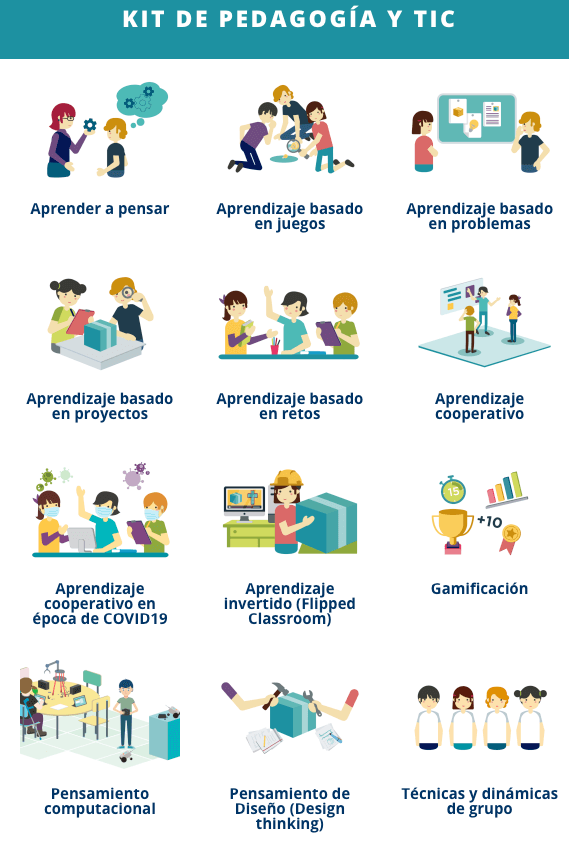 KIT DE PEDAGOGÍA Y TIC
Aprender a pensar
Aprendizaje basado
en juegos
Aprendizaje basado
en problemas
Aprendizaje basado
en proyectos
Aprendizaje basado
en retos
Aprendizaje
cooperativo
Aprendizaje
cooperativo en
época de COVID19
Aprendizaje
invertido (Flipped
Classroom)
15
+10
Gamificación
Pensamiento
computacional
Pensamiento de
Diseño (Design
thinking)
Técnicas y dinámicas
de grupo